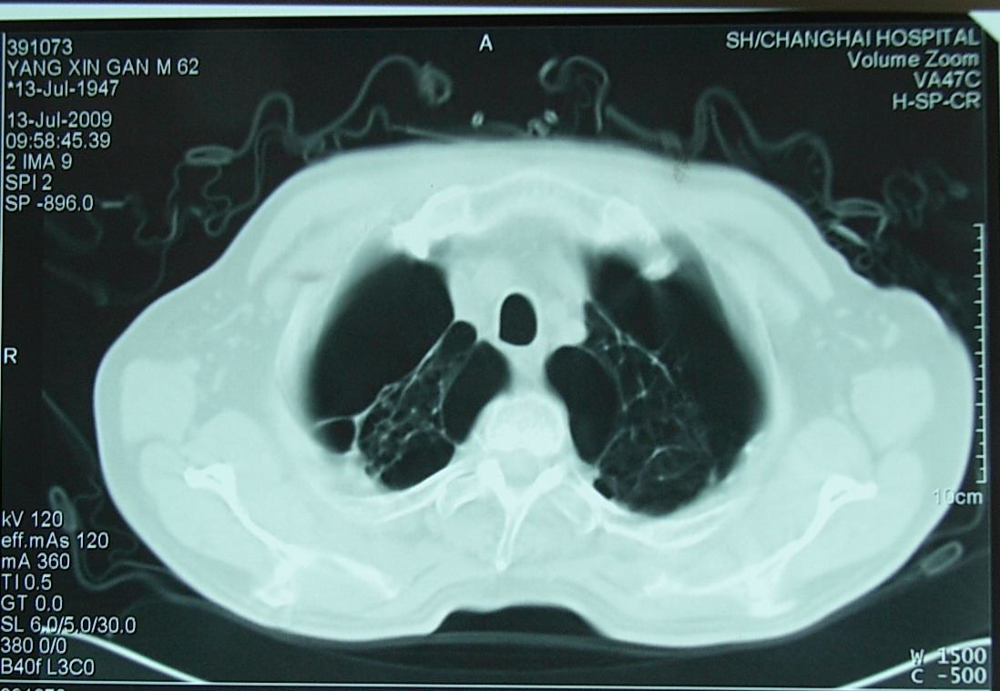 391073
YANG XIN GAN M 62
*13-Jul-1947
13-Jul-2009
09:58:45.39
2 IMA 9
SPI 2
SP -896.0
A
SH/CHANGHAI HOSPITAL
Volume Zoom
VA47C
H-SP-CR
R
10cm
kV 120
eff.mAs 120
mA 360
TI 0.5
GT 0.0
SL 6.0/5.0/30.0
380 0/0
B40f L3C0
W 1500
C -500